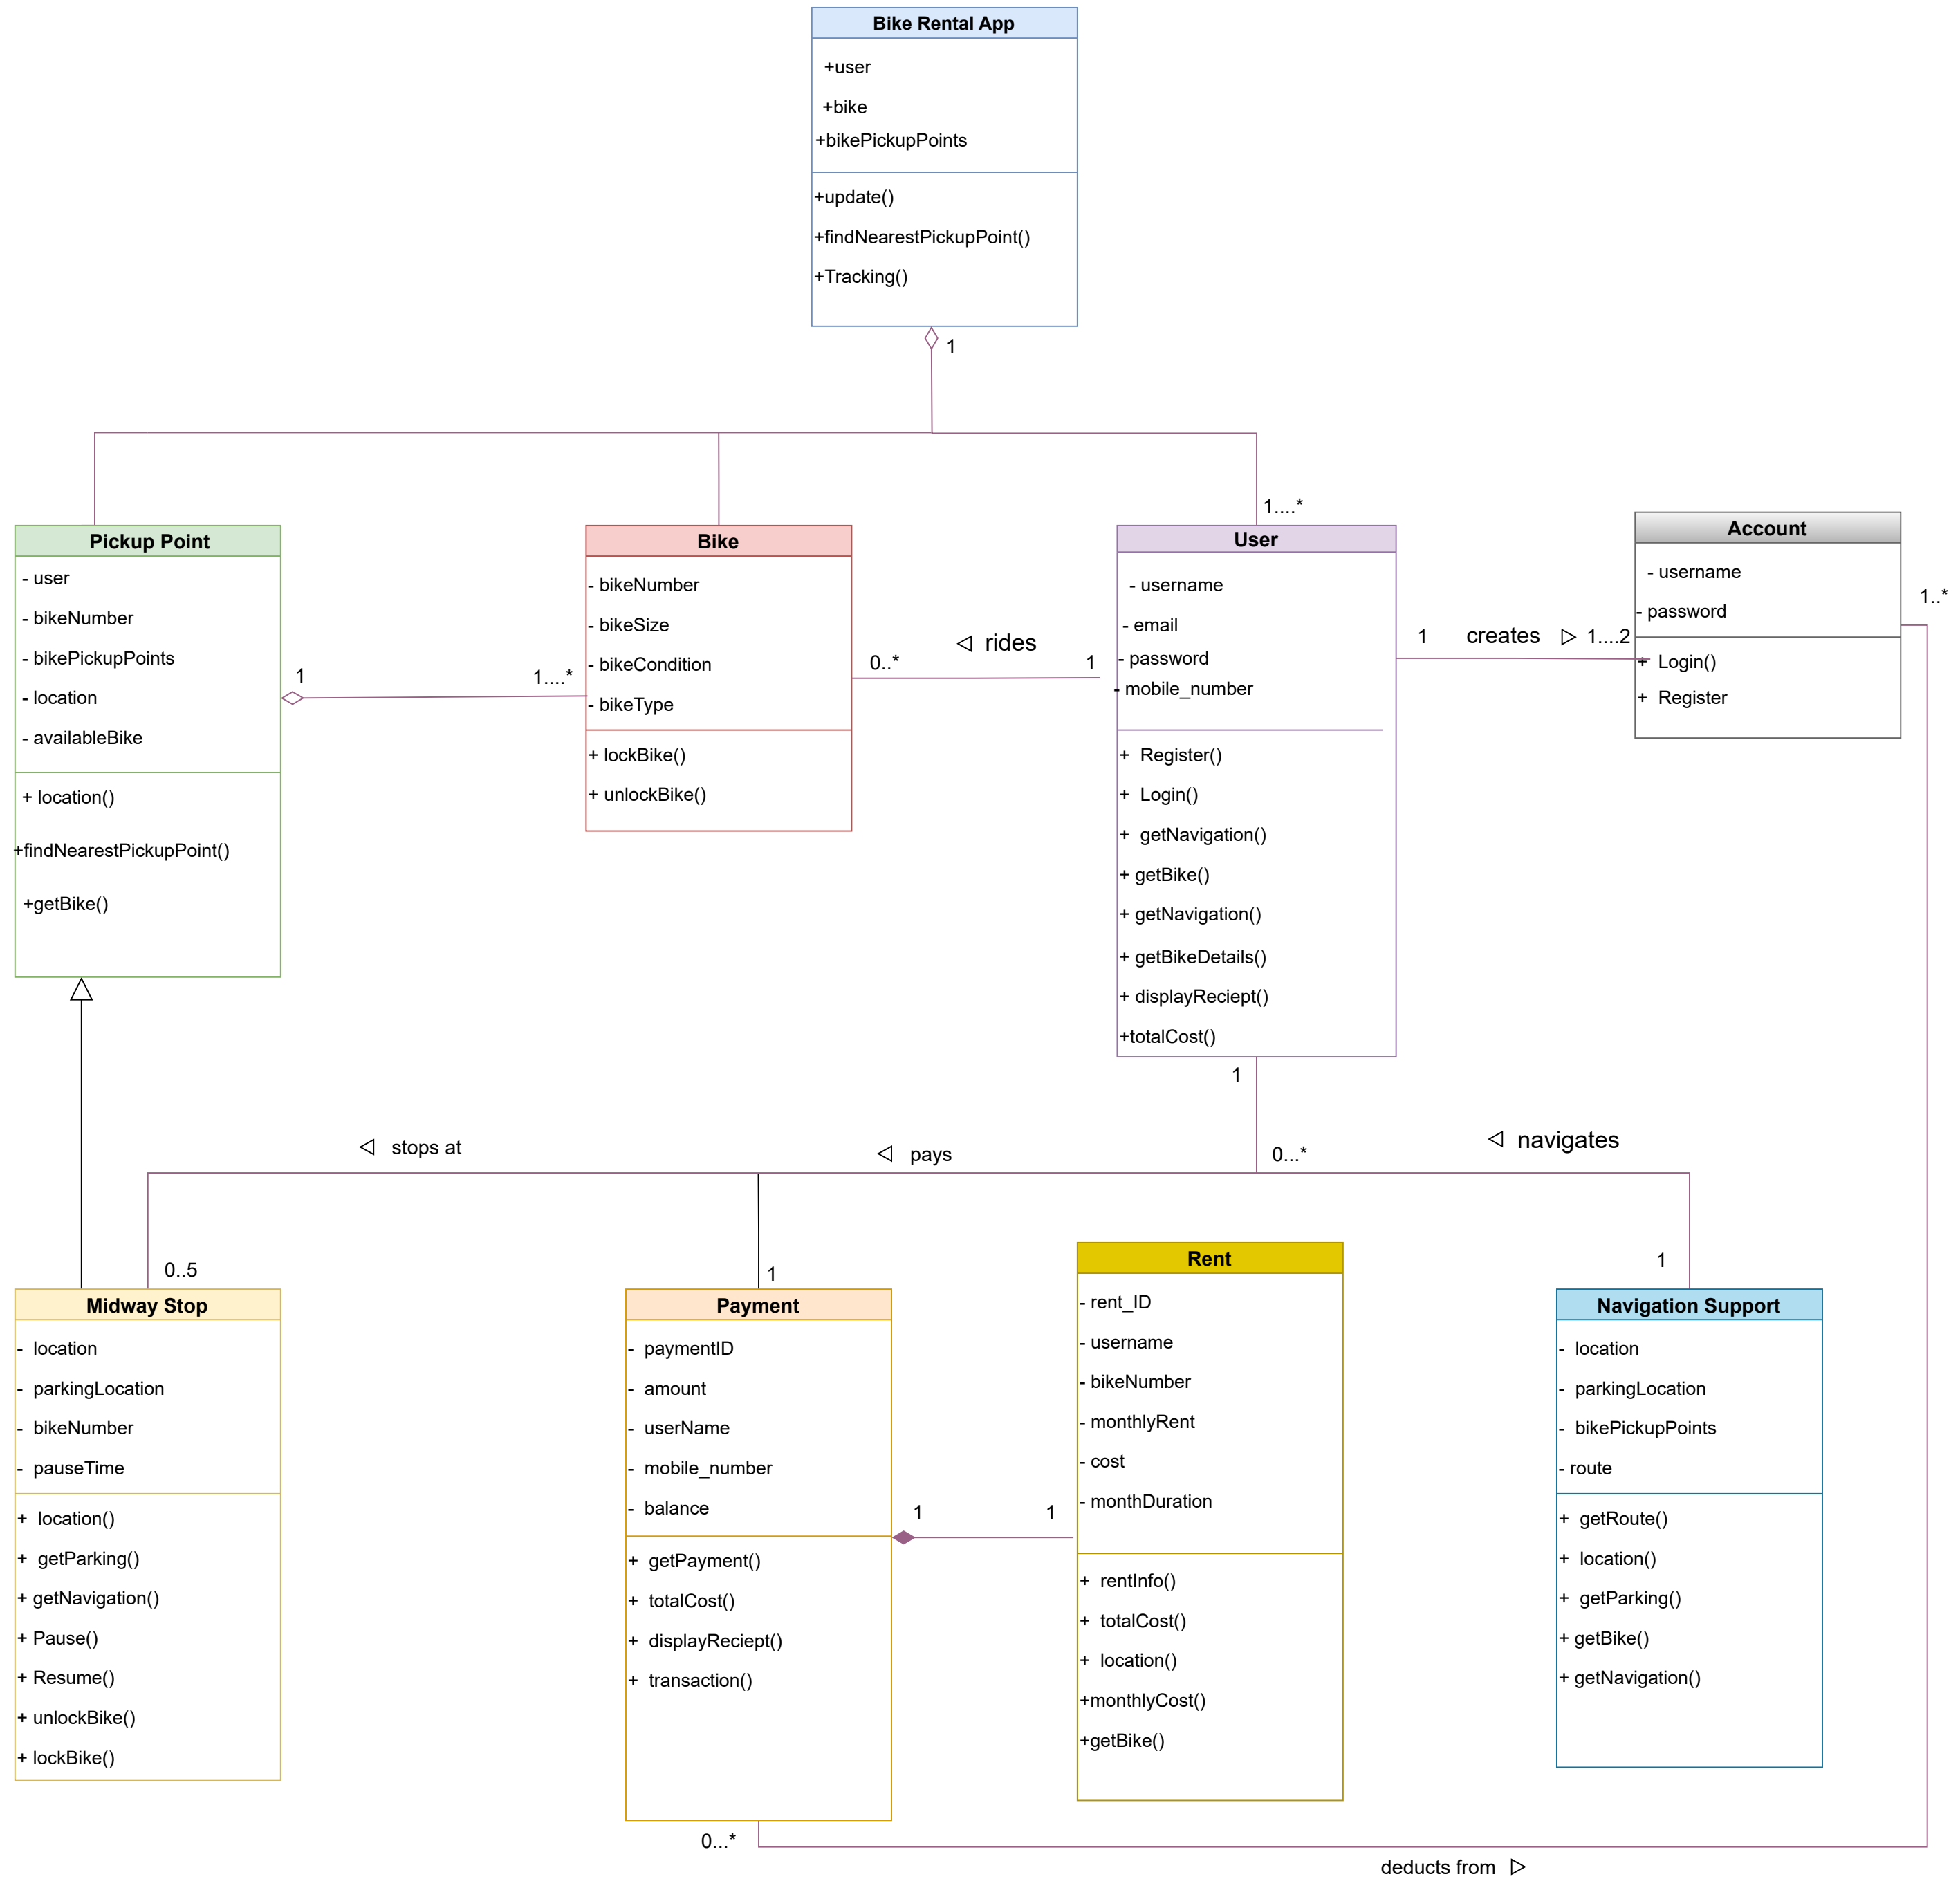 Bike Rental App
+user
+bike
+bikePickupPoints
+update()
+findNearestPickupPoint()
+Tracking()
1
1....*
Pickup Point
- user
- bikeNumber
- bikePickupPoints
- location
- availableBike
+ location()
+findNearestPickupPoint()
+getBike()
1
1....*
Bike
- bikeNumber
- bikeSize
- bikeCondition
- bikeType
+ lockBike()
+ unlockBike()
0..*
rides
1
User
- username
- email
- password
- mobile_number
+ Register()
+ Login()
+ getNavigation()
+ getBike()
+ getNavigation()
+ getBikeDetails()
+ displayReciept()
+totalCost()
1
creates
1....2
Account
- username
- password
+ Login()
+ Register
1..*
1
0...*
stops at
pays
navigates
0..5
1
1
Midway Stop
- location
- parkingLocation
- bikeNumber
- pauseTime
+ location()
+ getParking()
+ getNavigation()
+ Pause()
+ Resume()
+ unlockBike()
+ lockBike()
Payment
- paymentID
- amount
- userName
- mobile_number
- balance
+ getPayment()
+ totalCost()
+ displayReciept()
+ transaction()
1
1
Rent
- rent_ID
- username
- bikeNumber
- monthlyRent
- cost
- monthDuration
+ rentInfo()
+ totalCost()
+ location()
+monthlyCost()
+getBike()
Navigation Support
- location
- parkingLocation
- bikePickupPoints
- route
+ getRoute()
+ location()
+ getParking()
+ getBike()
+ getNavigation()
0...*
deducts from